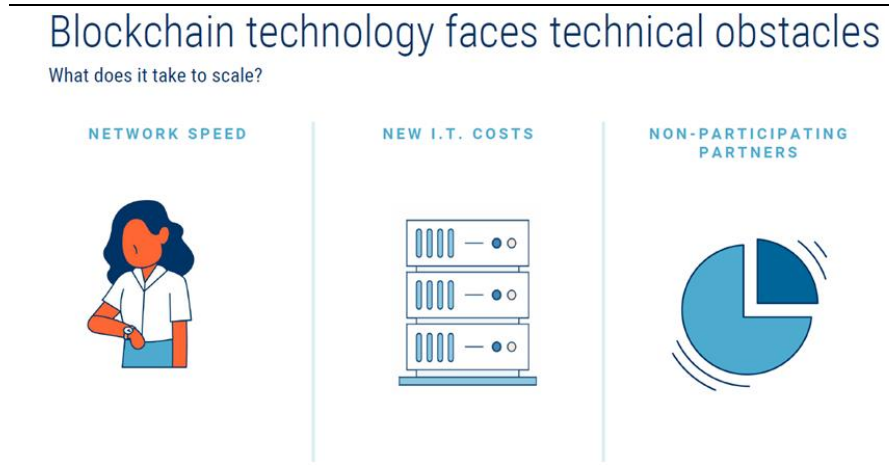 Blockchain technology faces technical obstacles
What does it take to scale?
NETWORK SPEED
NEW I.T. COSTS
NON-PARTICIPATING
PARTNERS